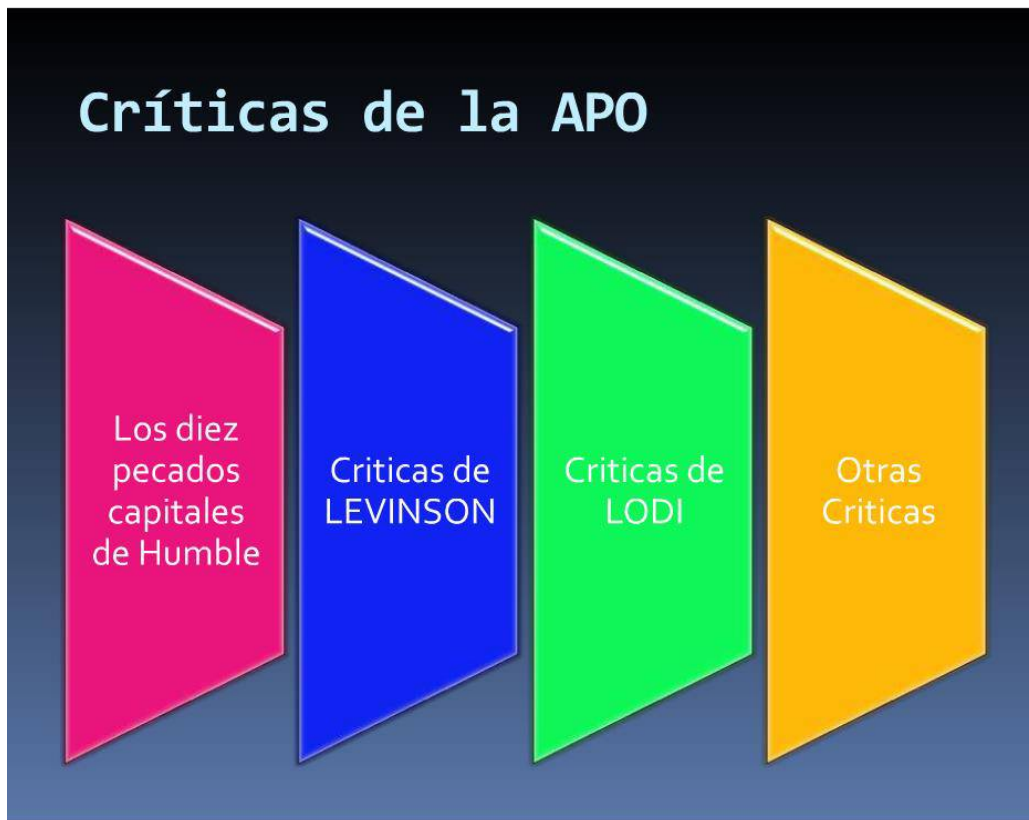 Críticas de la APO
Los diez
pecados
capitales
de Humble
Criticas de
LEVINSON
Criticas de
LODI
Otras
Criticas